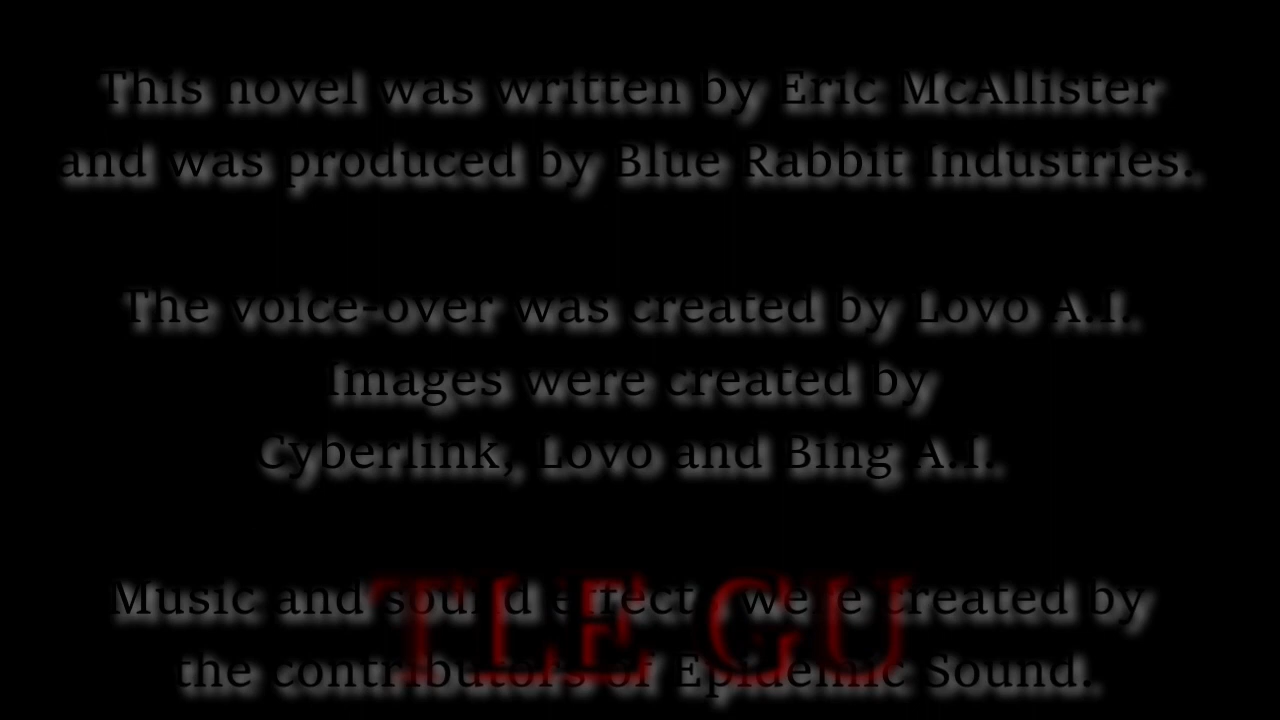 This novel was written by Eric McAllister
and was produced by Blue Rabbit Industries.
The voice-over was created by Lovo A.I.
Images were created by
Cyberlink, Lovo and Bing A.I.
Music and sound effects were created by
the contributors of Epidemic Sound.
TLE GU